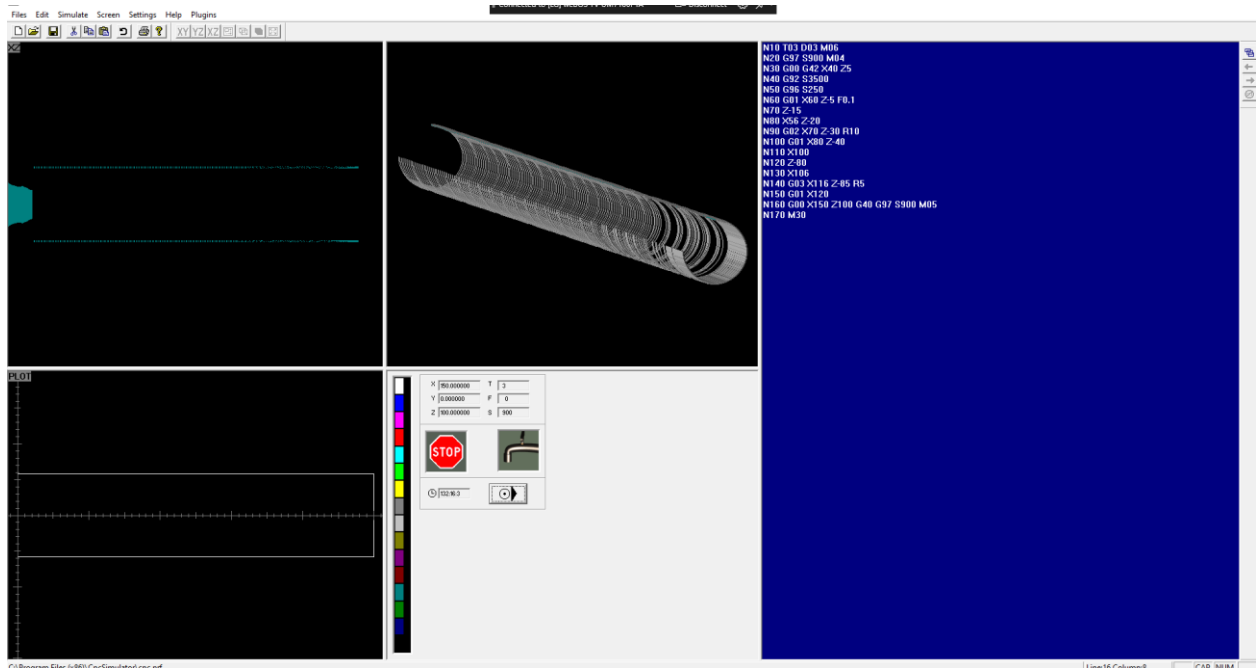 Files Edit Simulate Screen Settings Help Plugins
XY YZ XZ
XZ
N10 T03 D03 M06
N20 G97 S900 M04
N30 G00 G42 X40 Z5
N40 G92 S3500
N50 G96 S250
N60 G01 X60 Z-5 F0.1
N70 Z-15
N80 X56 Z-20
N90 G02 X70 Z-30 R10
N100 G01 X80 Z-40
N110 X100
N120 Z-80
N130 X106
N140 G03 X116 Z-85 R5
N150 G01 X120
N160 G00 X150 Z100 G40 G97 S900 M05
N170 M30
PLOT
X 150.000000 T 3
Y 0.000000 F 0
Z 100.000000 S 900
STOP
132:16.3
Line:16 Column:8 CAP NUM